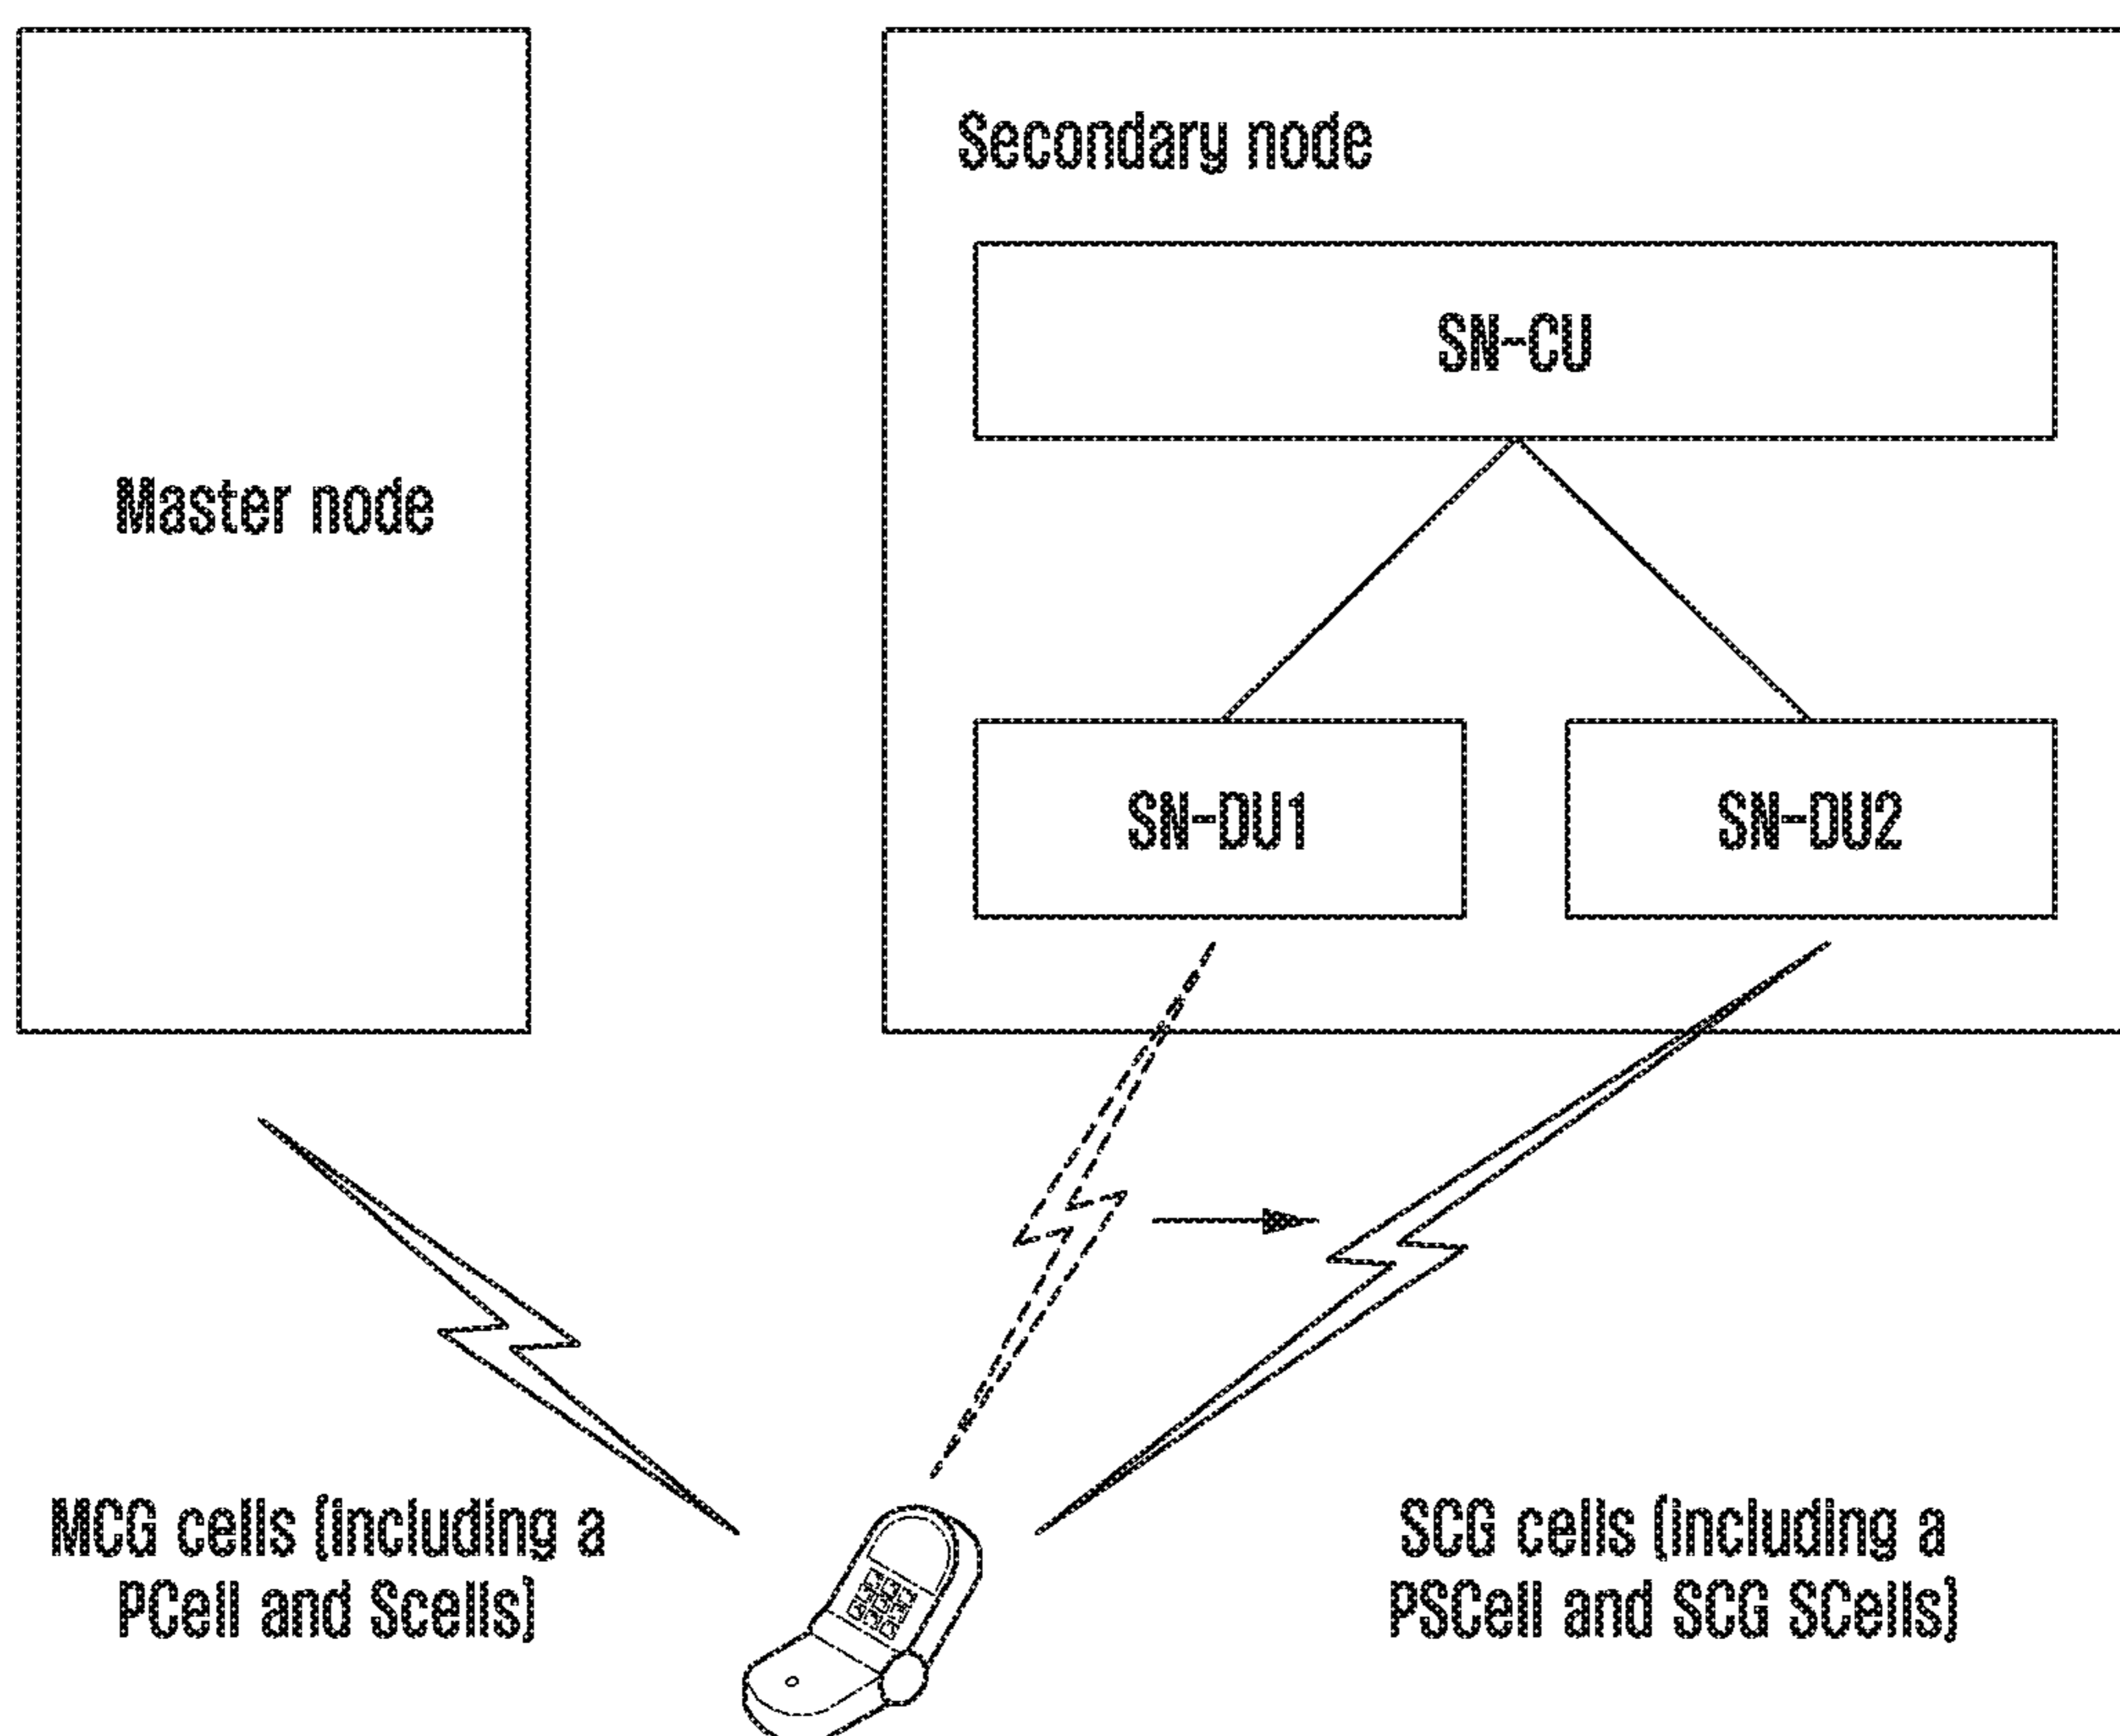 Secondary node
SN-CU
Master node
SN-DU1
SN-DU2
MCG cells (including a
PCell and Scells)
SCG cells (including a
PSCell and SCG SCells)